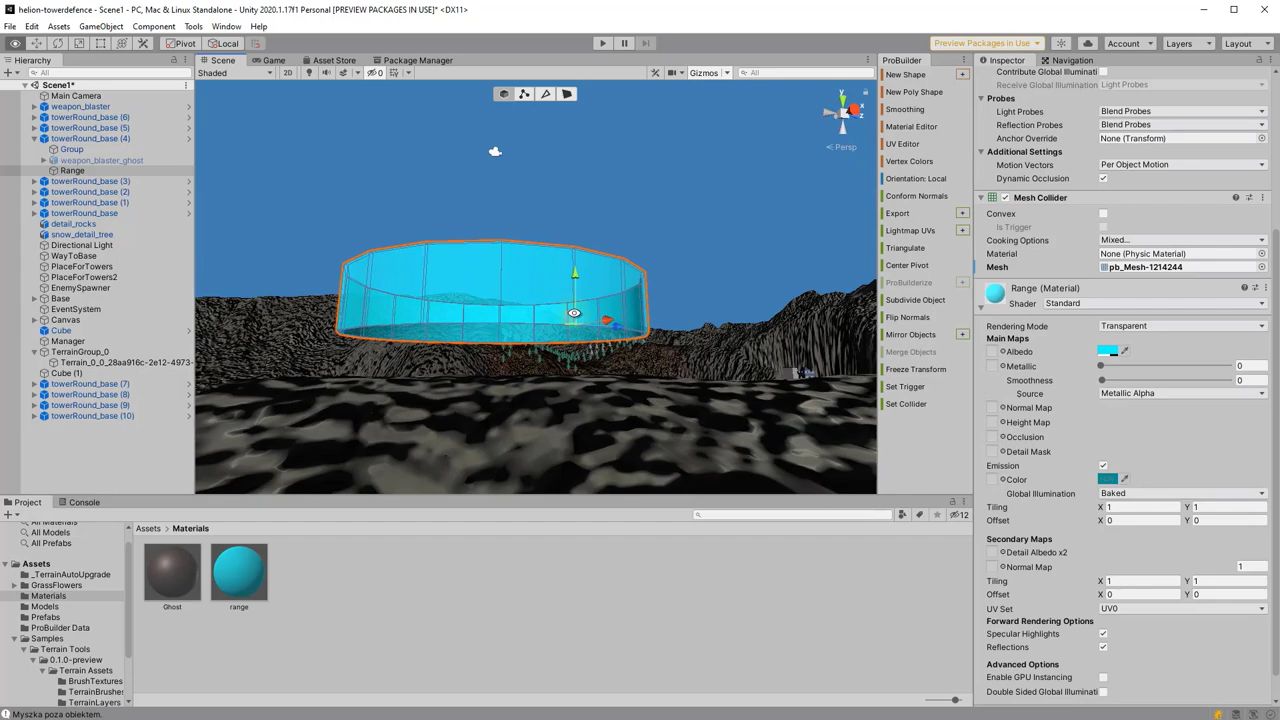 helion-towerdefence - Scene1 - PC, Mac & Linux Standalone - Unity 2020.1.17f1 Personal [PREVIEW PACKAGES IN USE]* <DX11>
File Edit Assets GameObject Component Tools Window Help
Pivot Local Preview Packages in Use Account Layers Layout
Hierarchy
All
Scene1*
Main Camera
weapon_blaster
towerRound_base (6)
towerRound_base (5)
towerRound_base (4)
Group
weapon_blaster_ghost
Range
towerRound_base (3)
towerRound_base (2)
towerRound_base (1)
towerRound_base
detail_rocks
snow_detail_tree
Directional Light
WayToBase
PlaceForTowers
PlaceForTowers2
EnemySpawner
Base
EventSystem
Canvas
Cube
Manager
TerrainGroup_0
Terrain_0_0_28aa916c-2e12-4973-
Cube (1)
towerRound_base (7)
towerRound_base (8)
towerRound_base (9)
towerRound_base (10)
Scene Game Asset Store Package Manager
Shaded 2D 0 Gizmos All
y
x
z
Persp
ProBuilder
New Shape
New Poly Shape
Smoothing
Material Editor
UV Editor
Vertex Colors
Orientation: Local
Conform Normals
Export
Lightmap UVs
Triangulate
Center Pivot
ProBuilderize
Subdivide Object
Flip Normals
Mirror Objects
Merge Objects
Freeze Transform
Set Trigger
Set Collider
Inspector Navigation
Contribute Global Illuminati
Receive Global Illumination Light Probes
Probes
Light Probes Blend Probes
Reflection Probes Blend Probes
Anchor Override None (Transform)
Additional Settings
Motion Vectors Per Object Motion
Dynamic Occlusion
Mesh Collider
Convex
Is Trigger
Cooking Options Mixed...
Material None (Physic Material)
Mesh pb_Mesh-1214244
Range (Material)
Shader Standard
Rendering Mode Transparent
Main Maps
Albedo
Metallic 0
Smoothness 0
Source Metallic Alpha
Normal Map
Height Map
Occlusion
Detail Mask
Emission
Color HDR
Global Illumination Baked
Tiling X 1 Y 1
Offset X 0 Y 0
Secondary Maps
Detail Albedo x2
Normal Map 1
Tiling X 1 Y 1
Offset X 0 Y 0
UV Set UV0
Forward Rendering Options
Specular Highlights
Reflections
Advanced Options
Enable GPU Instancing
Double Sided Global Illuminati
Project Console
12
All Materials
All Models
All Prefabs
Assets
_TerrainAutoUpgrade
GrassFlowers
Materials
Models
Prefabs
ProBuilder Data
Samples
Terrain Tools
0.1.0-preview
Terrain Assets
BrushTextures
TerrainBrushes
TerrainLayers
Assets Materials
Ghost range
Myszka poza obiektem.